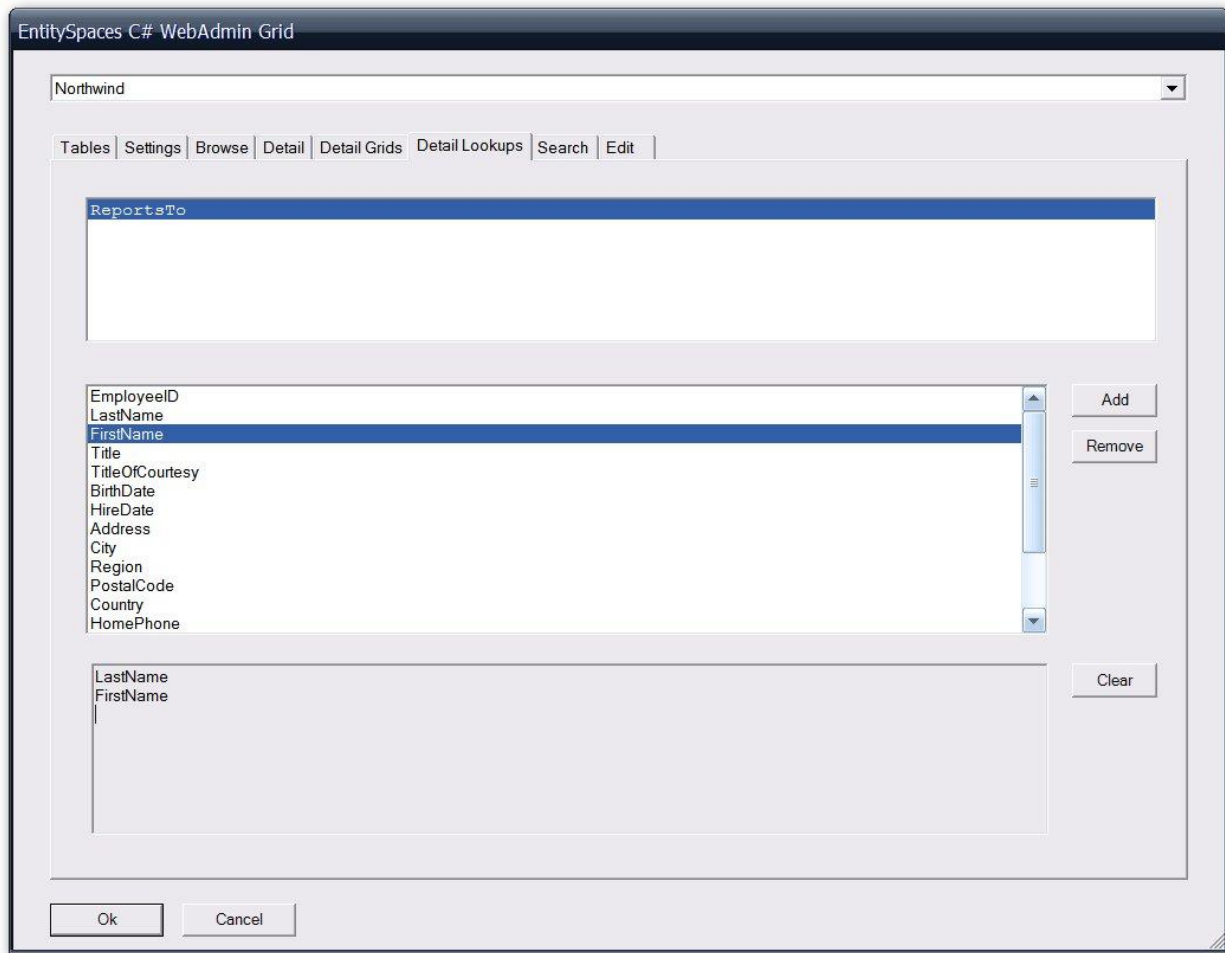 EntitySpaces C# WebAdmin Grid
Northwind
Tables Settings Browse Detail Detail Grids Detail Lookups Search Edit
ReportsTo
EmployeeID
LastName
FirstName
Title
TitleOfCourtesy
BirthDate
HireDate
Address
City
Region
PostalCode
Country
HomePhone
Add
Remove
LastName
FirstName
Clear
Ok Cancel